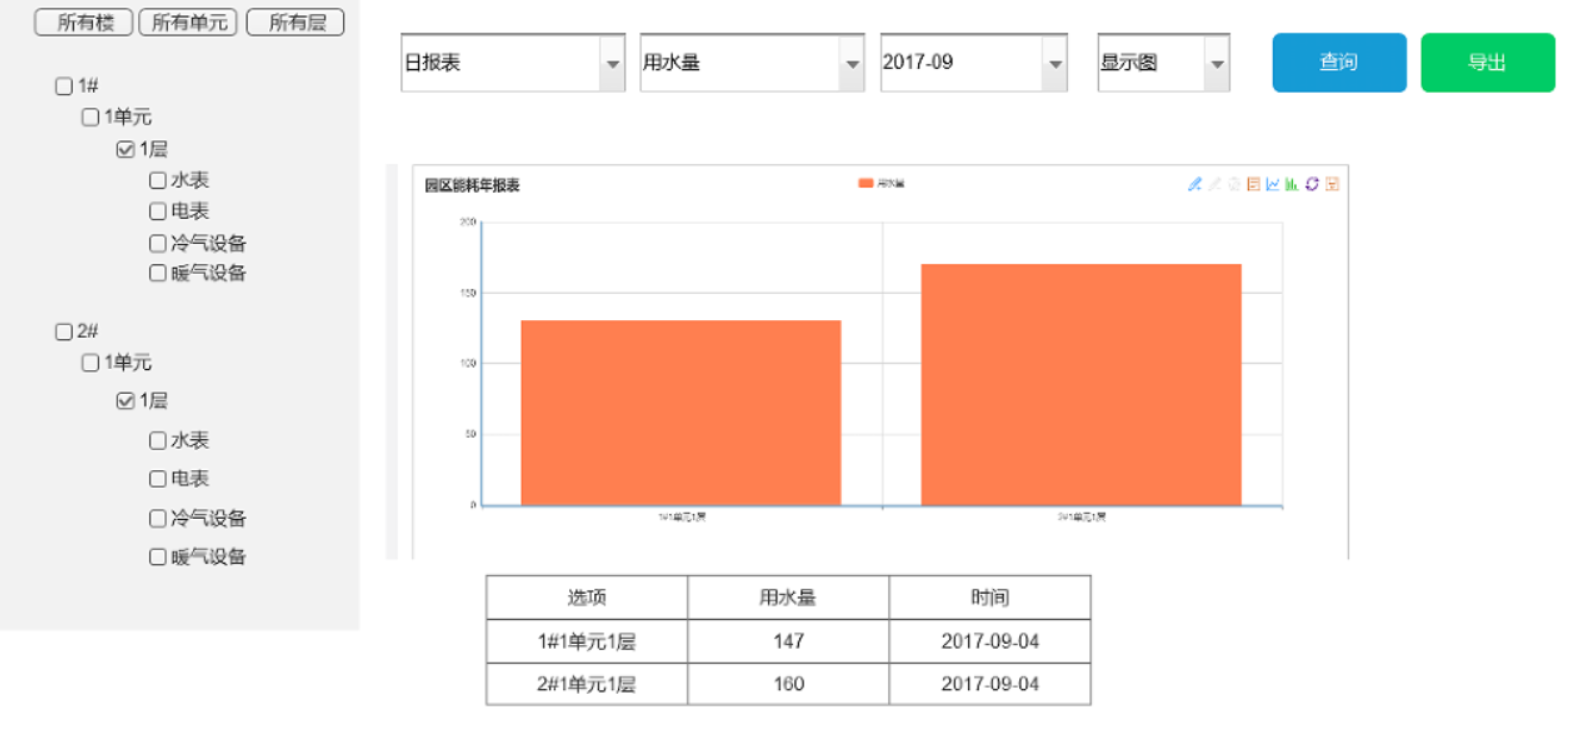 所有楼 所有单元 所有层
1#
1单元
1层
水表
电表
冷气设备
暖气设备
2#
1单元
1层
水表
电表
冷气设备
暖气设备
日报表 用水量 2017-09 显示图 查询 导出
园区能耗年报表 用水量
200
150
100
50
0
1#1单元1层 2#1单元1层
选项 用水量 时间
1#1单元1层 147 2017-09-04
2#1单元1层 160 2017-09-04